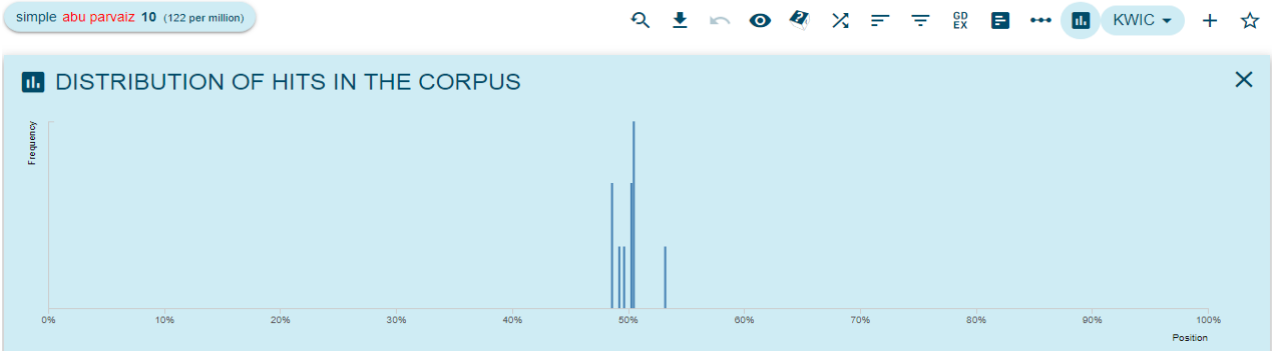 simple abu parvaiz 10 (122 per million)
GD
EX
KWIC
DISTRIBUTION OF HITS IN THE CORPUS
Frequency
0% 10% 20% 30% 40% 50% 60% 70% 80% 90% 100%
Position